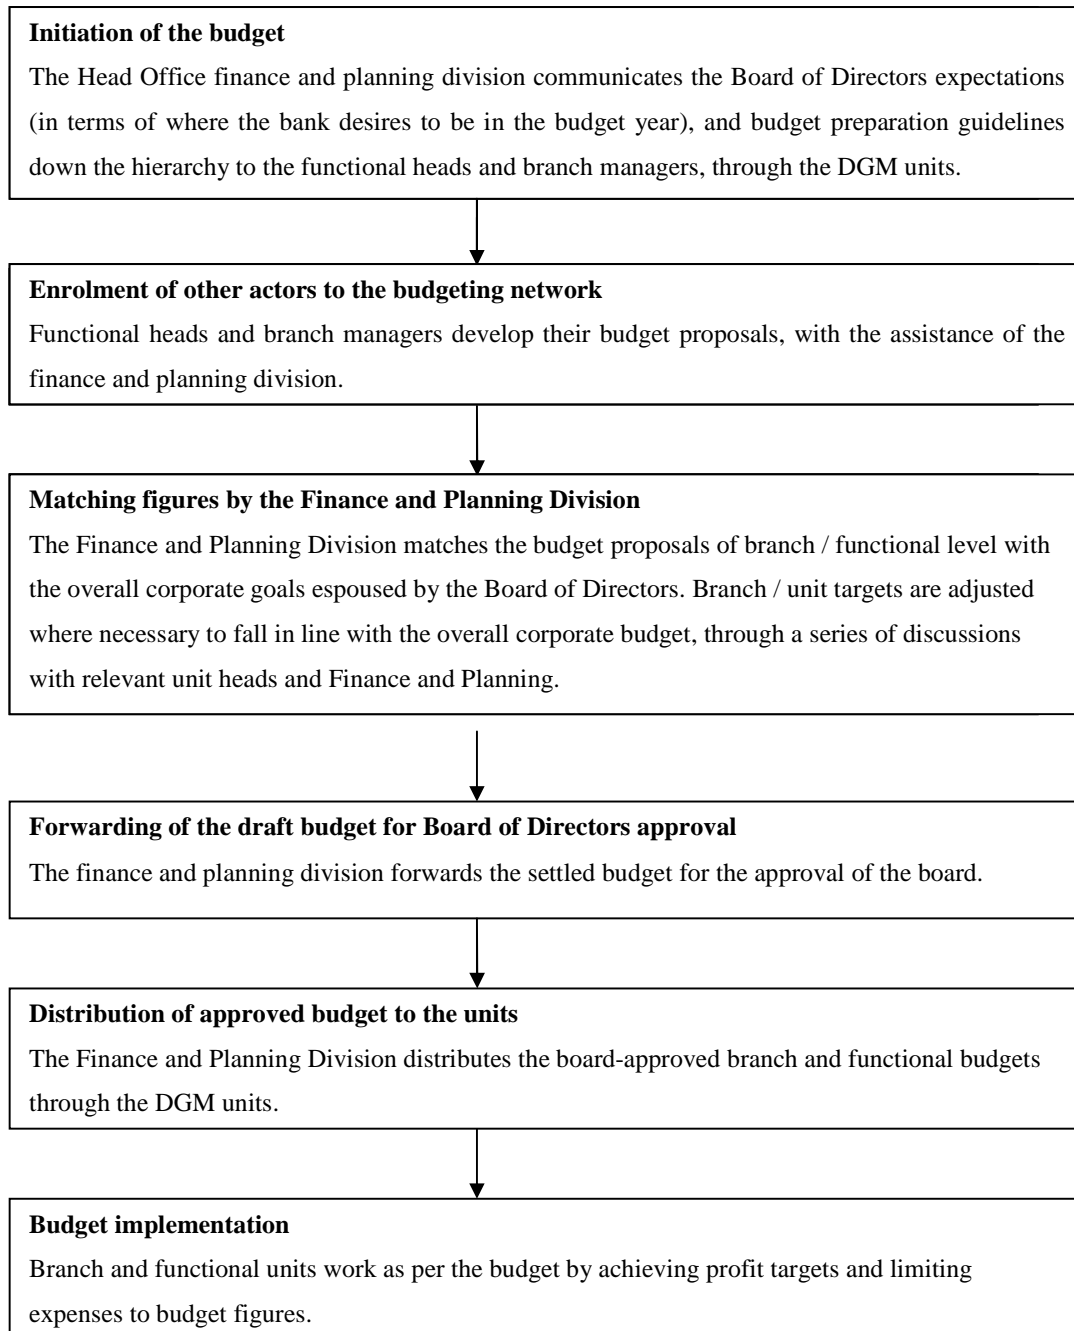 Initiation of the budget
The Head Office finance and planning division communicates the Board of Directors expectations
(in terms of where the bank desires to be in the budget year), and budget preparation guidelines
down the hierarchy to the functional heads and branch managers, through the DGM units.
Enrolment of other actors to the budgeting network
Functional heads and branch managers develop their budget proposals, with the assistance of the
finance and planning division.
Matching figures by the Finance and Planning Division
The Finance and Planning Division matches the budget proposals of branch / functional level with
the overall corporate goals espoused by the Board of Directors. Branch / unit targets are adjusted
where necessary to fall in line with the overall corporate budget, through a series of discussions
with relevant unit heads and Finance and Planning.
Forwarding of the draft budget for Board of Directors approval
The finance and planning division forwards the settled budget for the approval of the board.
Distribution of approved budget to the units
The Finance and Planning Division distributes the board-approved branch and functional budgets
through the DGM units.
Budget implementation
Branch and functional units work as per the budget by achieving profit targets and limiting
expenses to budget figures.